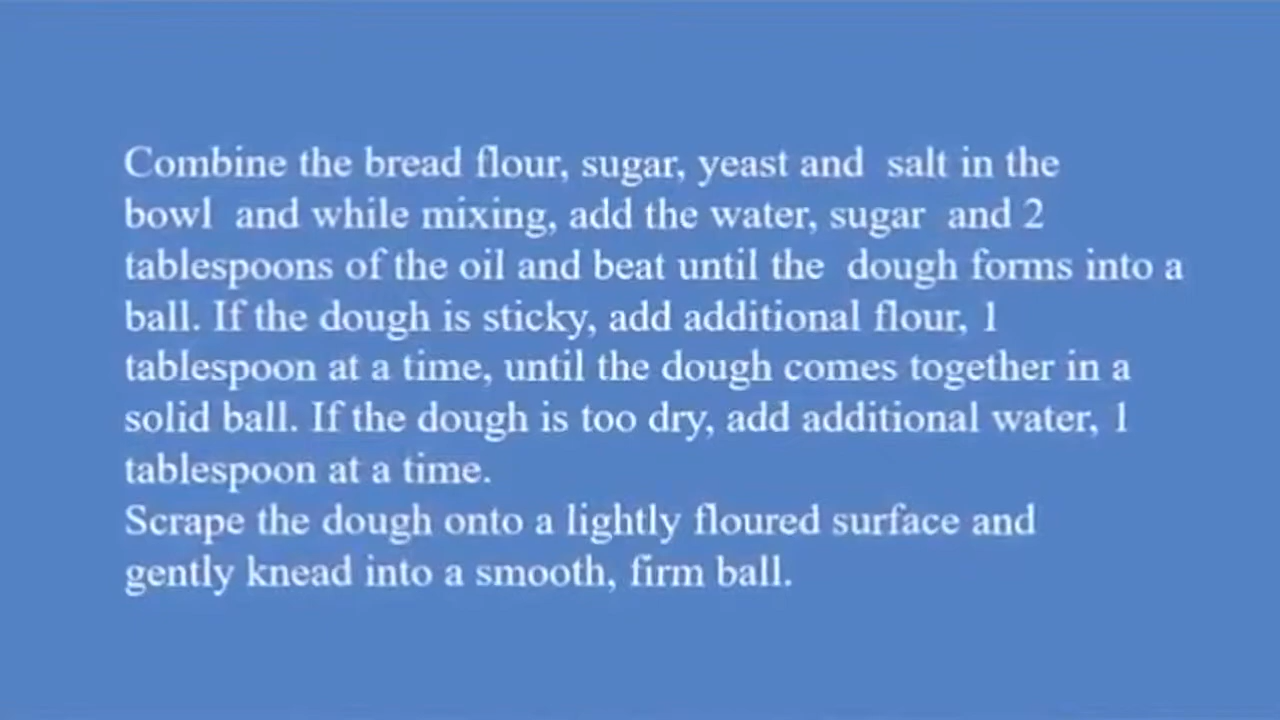 Combine the bread flour, sugar, yeast and  salt in the
bowl  and while mixing, add the water, sugar  and 2
tablespoons of the oil and beat until the  dough forms into a
ball. If the dough is sticky, add additional flour, 1
tablespoon at a time, until the dough comes together in a
solid ball. If the dough is too dry, add additional water, 1
tablespoon at a time.
Scrape the dough onto a lightly floured surface and
gently knead into a smooth, firm ball.